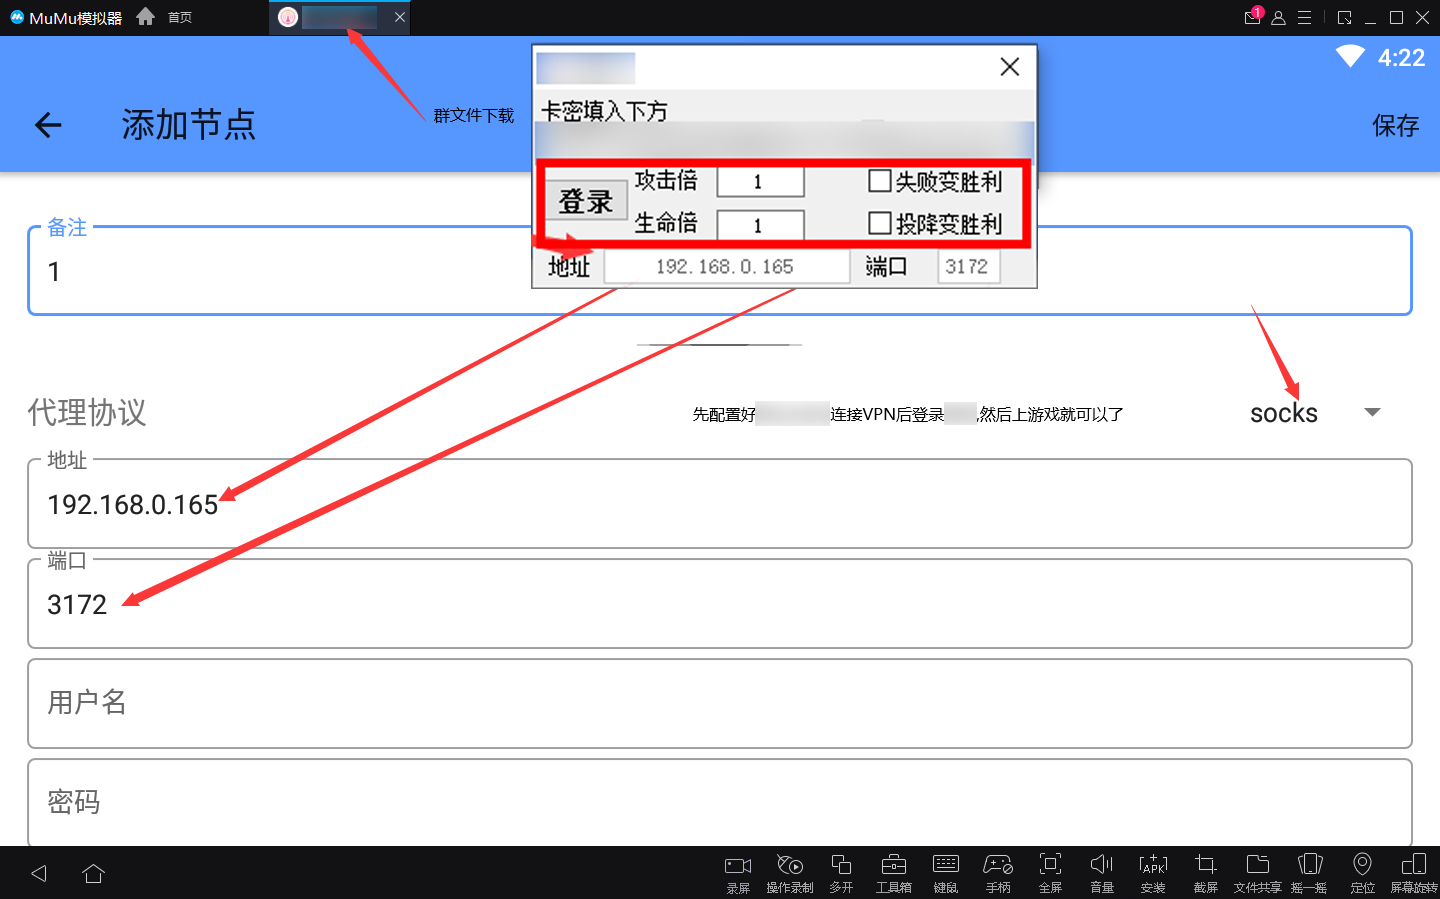 MuMu模拟器
首页
1
4:22
添加节点
群文件下载
保存
卡密填入下方
登录
攻击倍 1
失败变胜利
生命倍 1
投降变胜利
地址 192.168.0.165 端口 3172
备注
1
代理协议
先配置好
连接VPN后登录
,然后上游戏就可以了
socks
地址
192.168.0.165
端口
3172
用户名
密码
录屏
操作录制
多开
工具箱
键鼠
手柄
全屏
音量
APK
安装
截屏
文件共享
摇一摇
定位
屏幕旋转